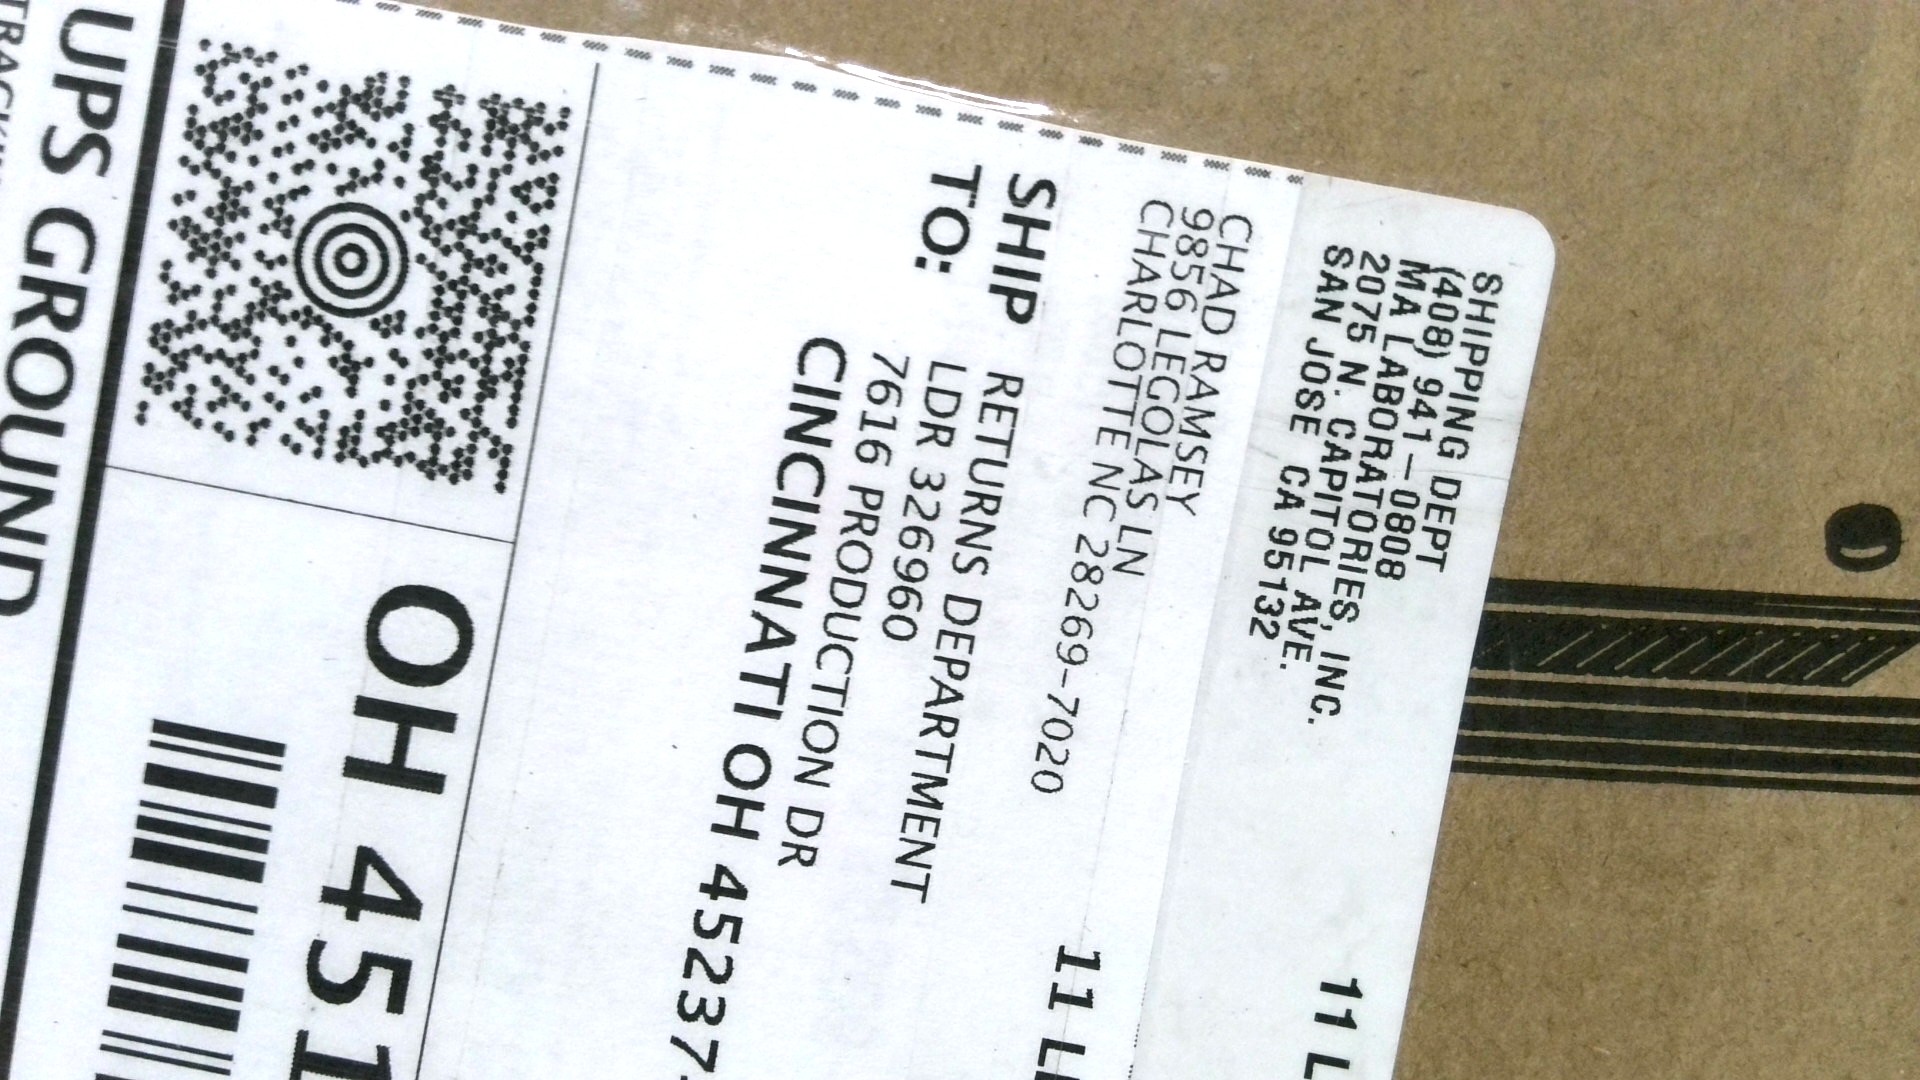 SHIPPING DEPT
(408) 941-0808
MA LABORATORIES, INC.
2075 N. CAPITOL AVE.
SAN JOSE CA 95132
11 L
CHAD RAMSEY
9856 LEGOLAS LN
CHARLOTTE NC 28269-7020
11 L
SHIP
TO:
RETURNS DEPARTMENT
LDR 326960
7616 PRODUCTION DR
CINCINNATI OH 45237
OH 451
UPS GROUND